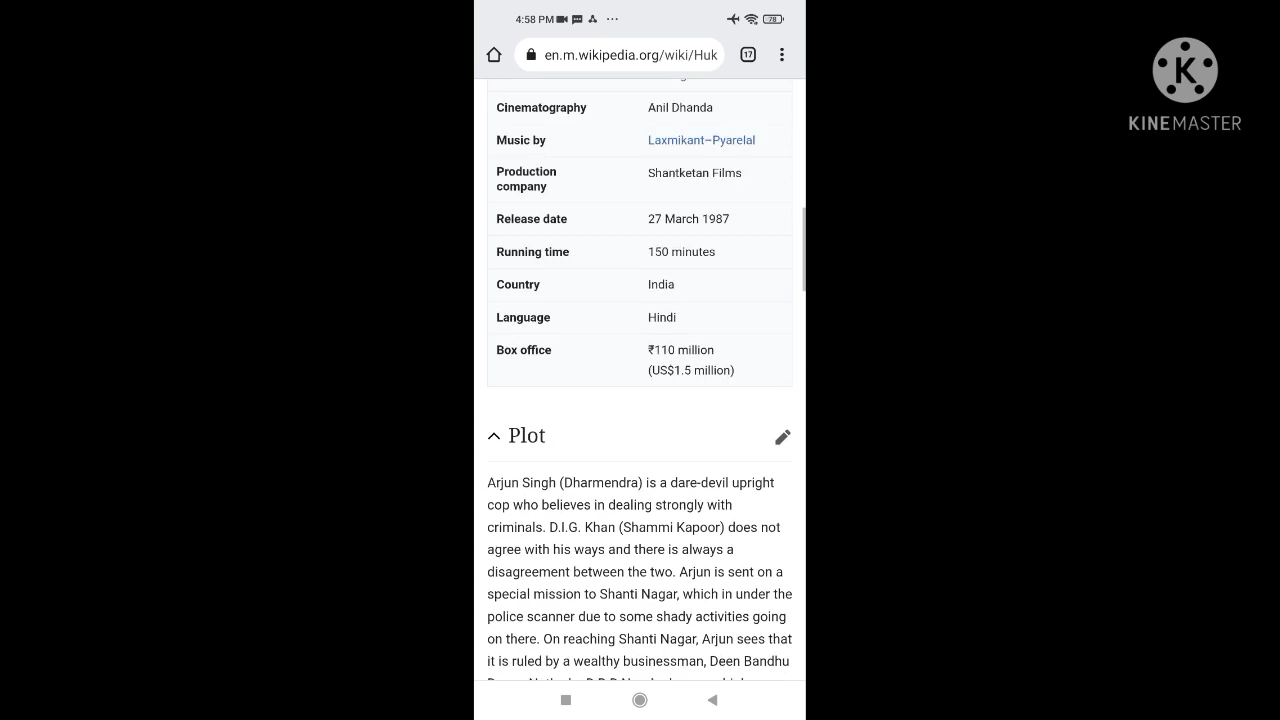 4:58 PM
78
en.m.wikipedia.org/wiki/Huk
17
K
KINEMASTER
Cinematography Anil Dhanda
Music by Laxmikant–Pyarelal
Production Shantketan Films
company
Release date 27 March 1987
Running time 150 minutes
Country India
Language Hindi
Box office ₹110 million
(US$1.5 million)
Plot
Arjun Singh (Dharmendra) is a dare-devil upright
cop who believes in dealing strongly with
criminals. D.I.G. Khan (Shammi Kapoor) does not
agree with his ways and there is always a
disagreement between the two. Arjun is sent on a
special mission to Shanti Nagar, which in under the
police scanner due to some shady activities going
on there. On reaching Shanti Nagar, Arjun sees that
it is ruled by a wealthy businessman, Deen Bandhu